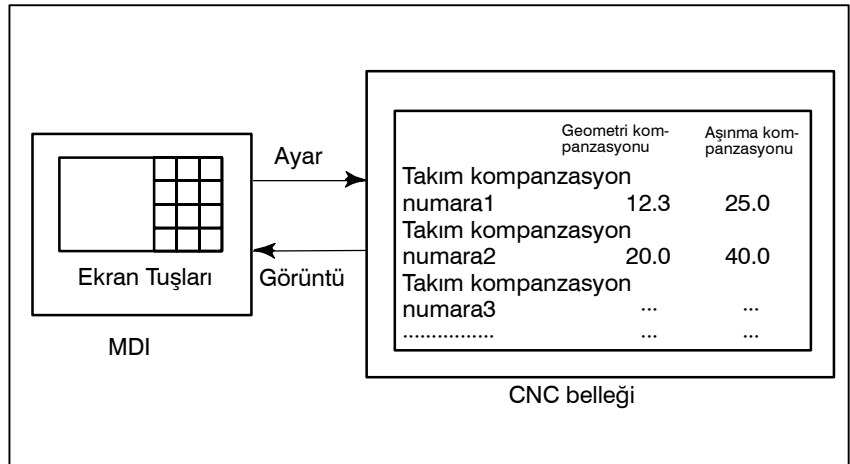 Geometri kom-
panzasyonu
Aşınma kom-
panzasyonu
Ayar
Takım kompanzasyon
numara1 12.3 25.0
Takım kompanzasyon
numara2 20.0 40.0
Ekran Tuşları
Görüntü
Takım kompanzasyon
numara3 ... ...
................ ... ...
MDI
CNC belleği